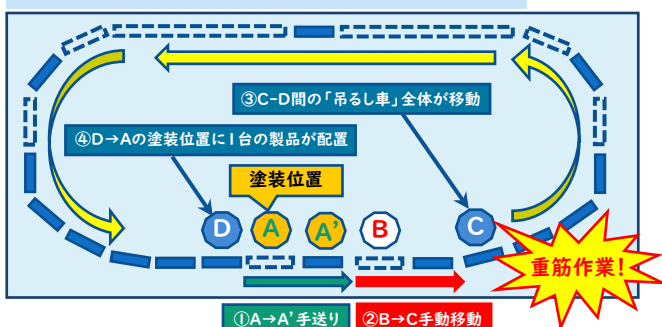 ③C-D間の「吊るし車」全体が移動
④D→Aの塗装位置に1台の製品が配置
塗装位置
D
A
A'
B
C
重筋作業!
①A→A'手送り
②B→C手動移動